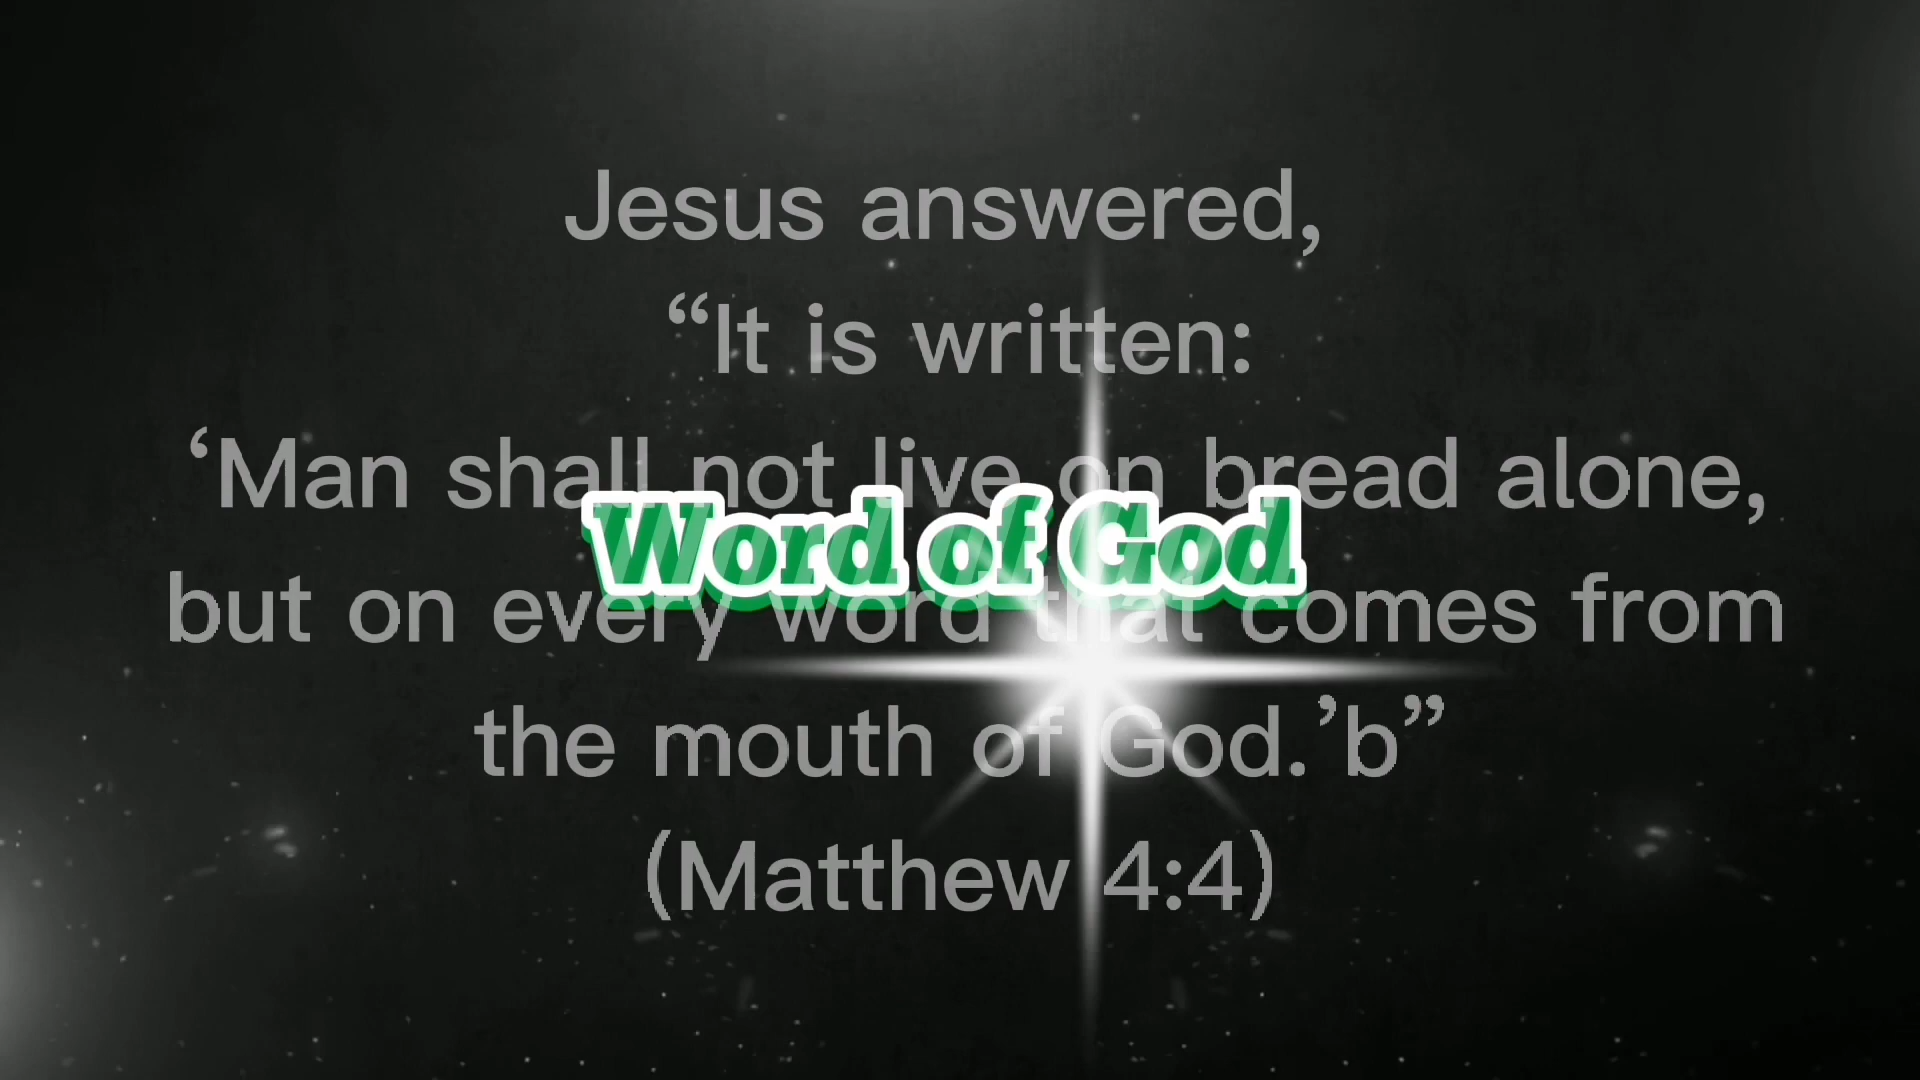 Jesus answered,
“It is written:
‘Man shall not live on bread alone,
Word of God
but on every word that comes from
the mouth of God.’b”
(Matthew 4:4)